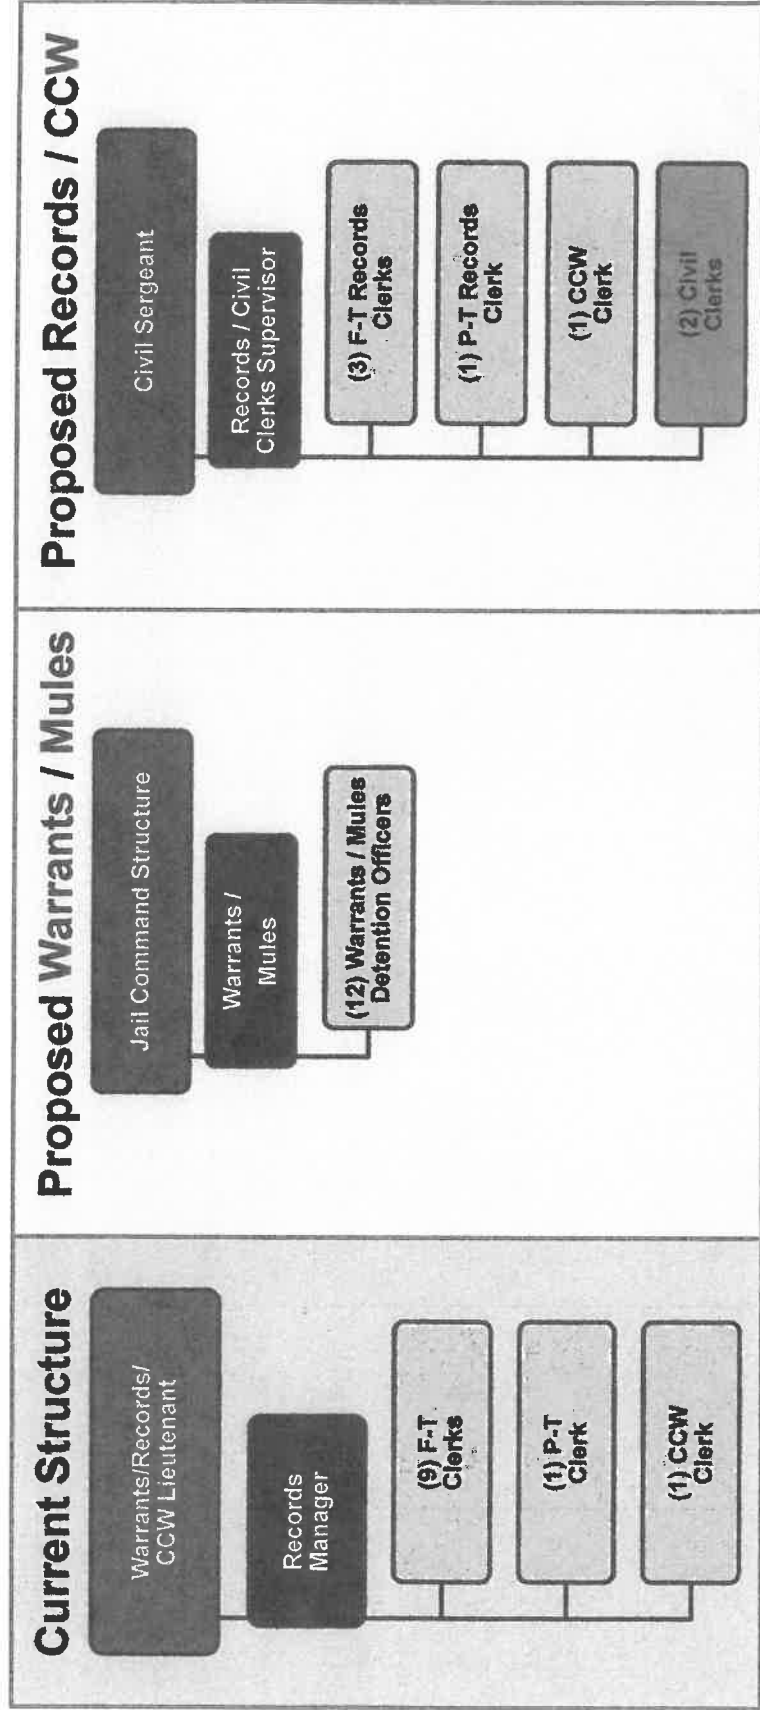 Current Structure
Warrants/Records/
CCW Lieutenant
Records
Manager
(9) F-T
Clerks
(1) P-T
Clerk
(1) CCW
Clerk
Proposed Warrants / Mules
Jail Command Structure
Warrants /
Mules
(12) Warrants / Mules
Detention Officers
Proposed Records / CCW
Civil Sergeant
Records / Civil
Clerks Supervisor
(3) F-T Records
Clerks
(1) P-T Records
Clerk
(1) CCW
Clerk
(2) Civil
Clerks